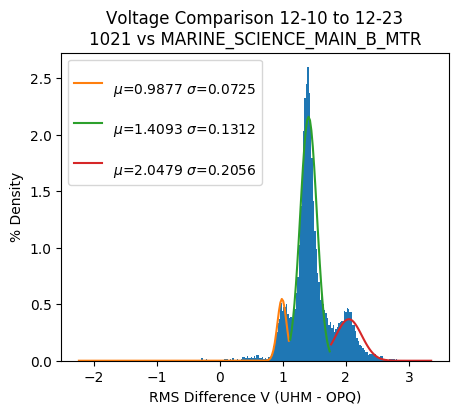 Voltage Comparison 12-10 to 12-23
1021 vs MARINE_SCIENCE_MAIN_B_MTR
μ=0.9877 σ=0.0725
μ=1.4093 σ=0.1312
μ=2.0479 σ=0.2056
% Density
2.5
2.0
1.5
1.0
0.5
0.0
−2
−1
0
1
2
3
RMS Difference V (UHM - OPQ)